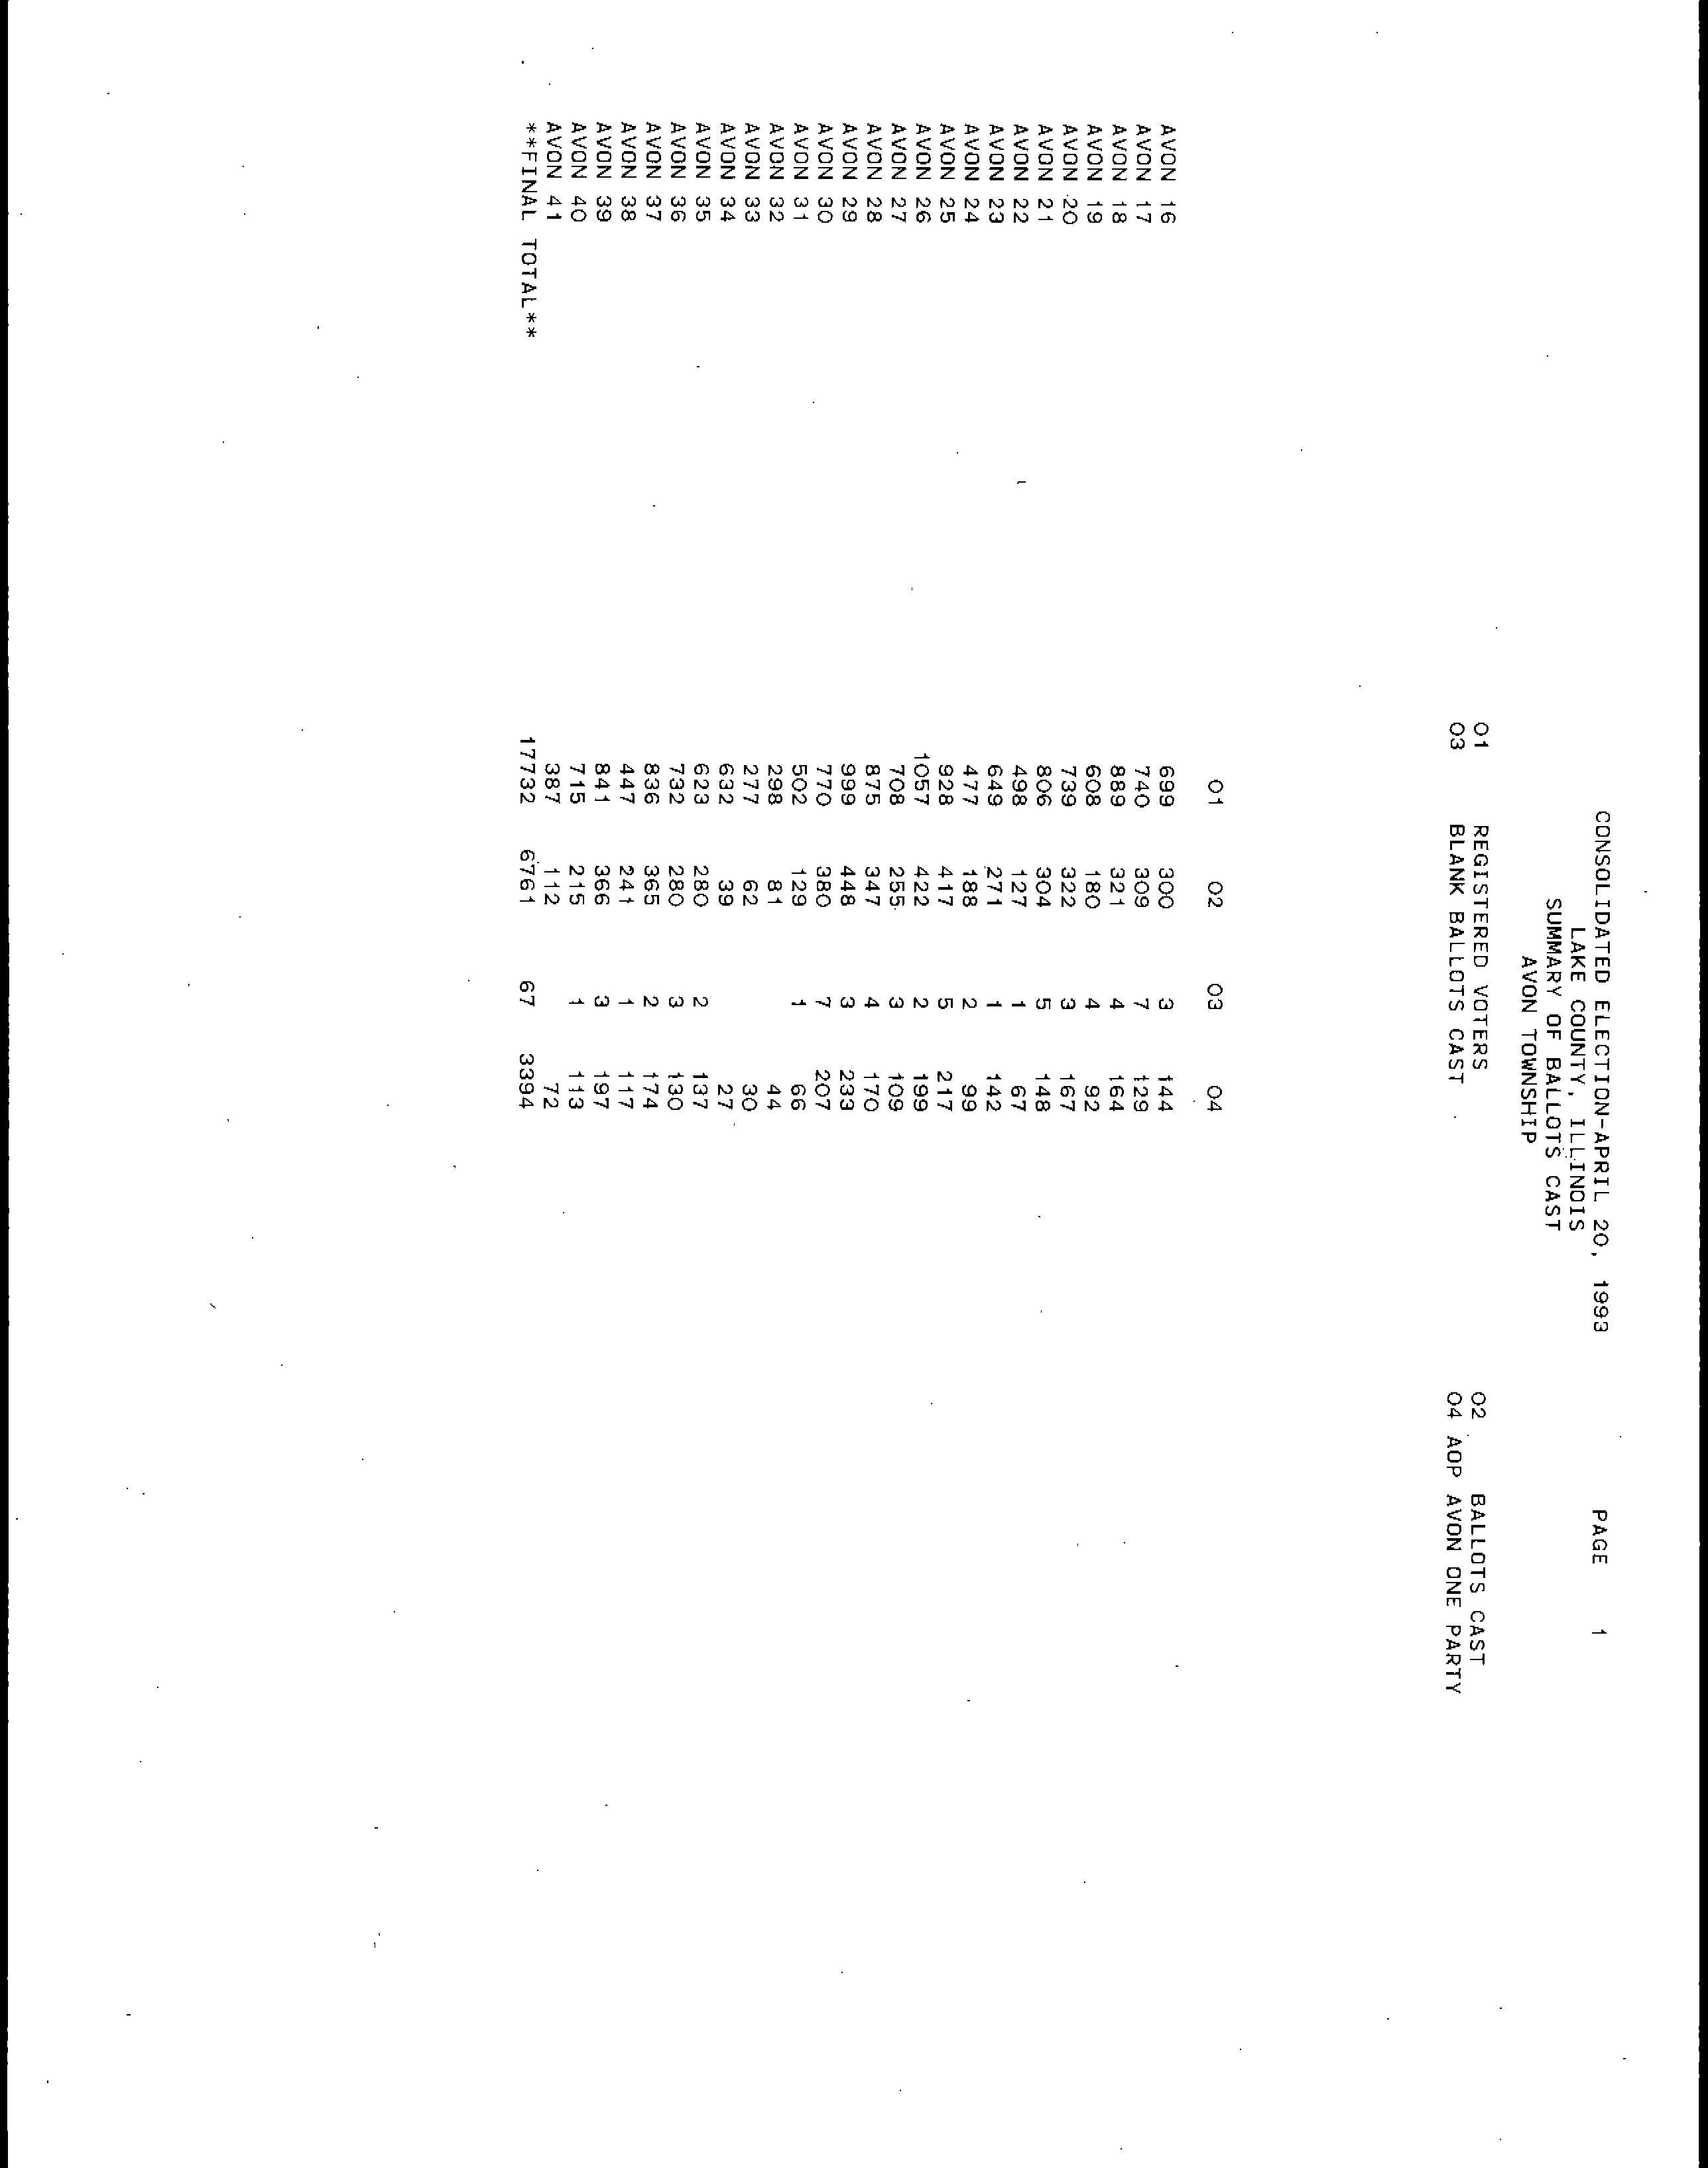 CONSOLIDATED ELECTION-APRIL 20, 1993 PAGE 1
LAKE COUNTY, ILLINOIS
SUMMARY OF BALLOTS CAST
AVON TOWNSHIP
01 REGISTERED VOTERS 02 BALLOTS CAST
03 BLANK BALLOTS CAST 04 AOP AVON ONE PARTY
01 02 03 04
AVON 16 699 300 3 144
AVON 17 740 309 7 129
AVON 18 889 321 4 164
AVON 19 608 180 4 92
AVON 20 739 322 3 167
AVON 21 806 304 5 148
AVON 22 498 127 1 67
AVON 23 649 271 1 142
AVON 24 477 188 2 99
AVON 25 928 417 5 217
AVON 26 1057 422 2 199
AVON 27 708 255 3 109
AVON 28 875 347 4 170
AVON 29 999 448 3 233
AVON 30 770 380 7 207
AVON 31 502 129 1 66
AVON 32 298 81 44
AVON 33 277 62 30
AVON 34 632 39 27
AVON 35 623 280 2 137
AVON 36 732 280 3 130
AVON 37 836 365 2 174
AVON 38 447 241 1 117
AVON 39 841 366 3 197
AVON 40 715 215 1 113
AVON 41 387 112 72
**FINAL TOTAL** 17732 6761 67 3394